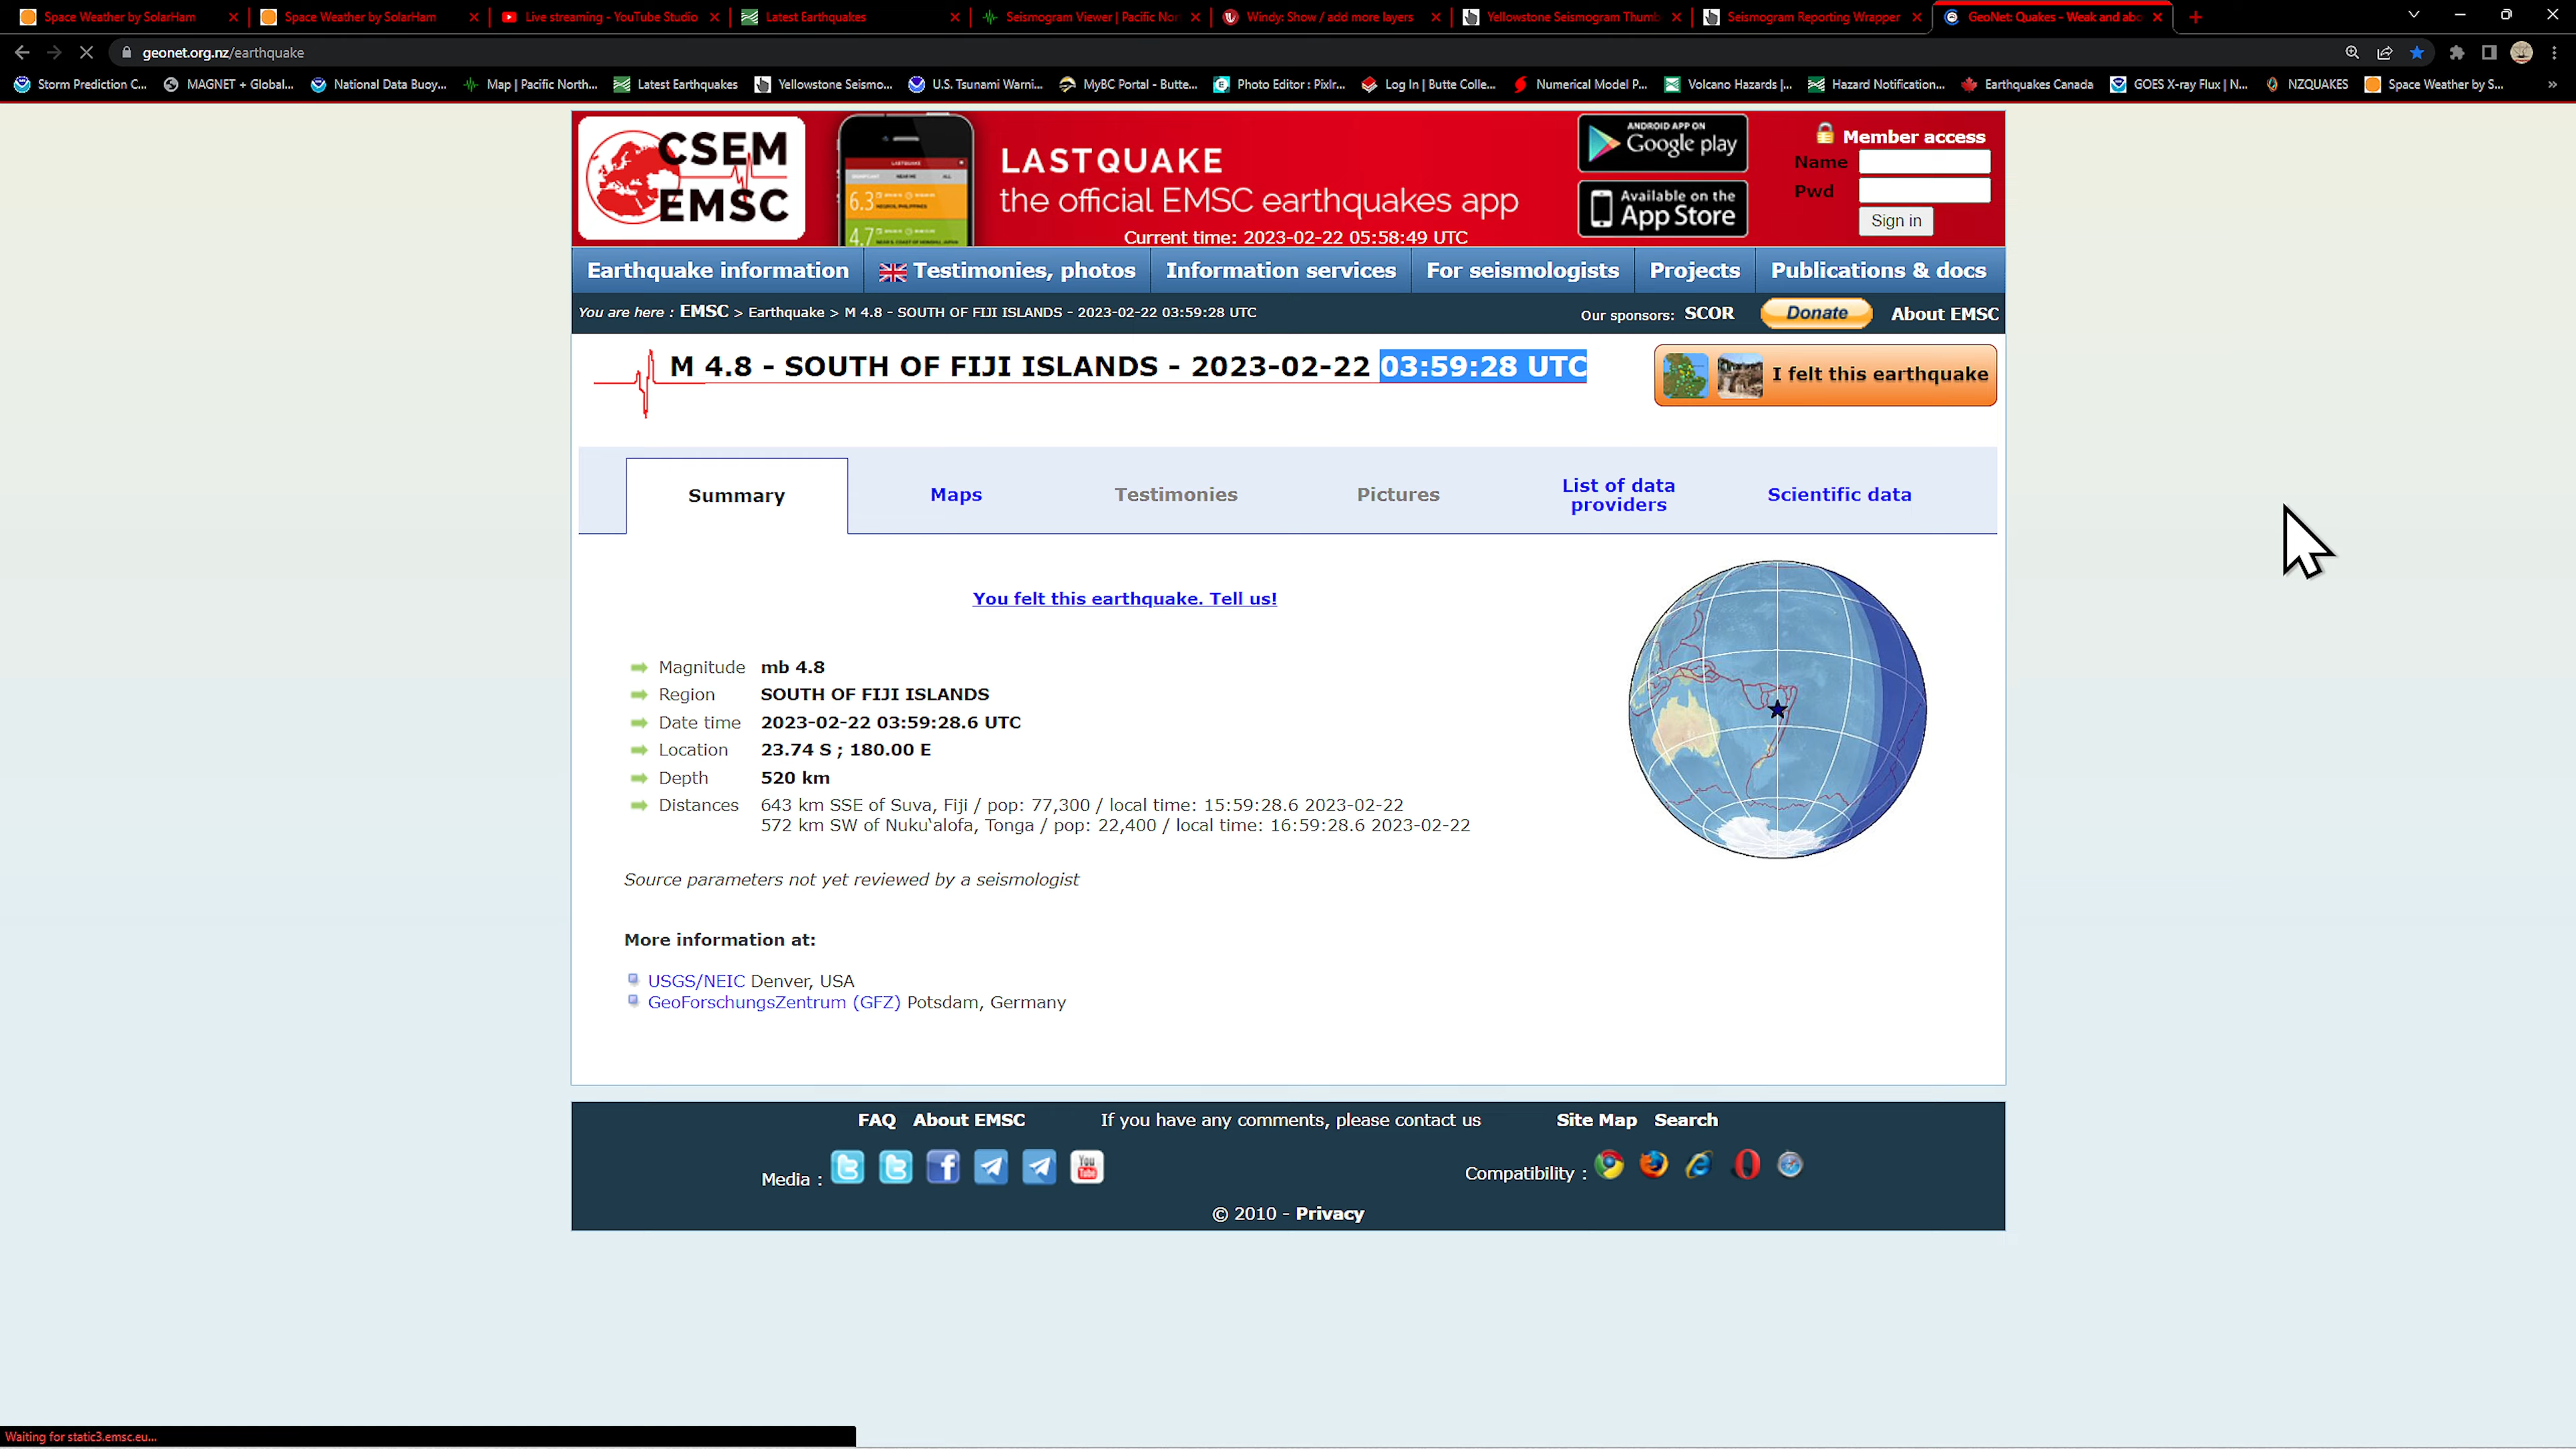 Space Weather by SolarHam
Space Weather by SolarHam
Live streaming - YouTube Studio
Latest Earthquakes
Seismogram Viewer | Pacific Nor
Windy: Show / add more layers
Yellowstone Seismogram Thumb
Seismogram Reporting Wrapper
GeoNet: Quakes - Weak and abo
geonet.org.nz/earthquake
Storm Prediction C...
MAGNET + Global...
National Data Buoy...
Map | Pacific North...
Latest Earthquakes
Yellowstone Seismo...
U.S. Tsunami Warni...
MyBC Portal - Butte...
Photo Editor : Pixlr...
Log In | Butte Colle...
Numerical Model P...
Volcano Hazards |...
Hazard Notification...
Earthquakes Canada
GOES X-ray Flux | N...
NZQUAKES
Space Weather by S...
CSEM
EMSC
LASTQUAKE
6.3
4.7
LASTQUAKE
the official EMSC earthquakes app
Current time: 2023-02-22 05:58:49 UTC
ANDROID APP ON
Google play
Available on the
App Store
Member access
Name
Pwd
Sign in
Earthquake information
Testimonies, photos
Information services
For seismologists
Projects
Publications & docs
You are here : EMSC > Earthquake > M 4.8 - SOUTH OF FIJI ISLANDS - 2023-02-22 03:59:28 UTC
Our sponsors: SCOR
Donate
About EMSC
M 4.8 - SOUTH OF FIJI ISLANDS - 2023-02-22 03:59:28 UTC
I felt this earthquake
Summary
Maps
Testimonies
Pictures
List of data
providers
Scientific data
You felt this earthquake. Tell us!
Magnitude mb 4.8
Region SOUTH OF FIJI ISLANDS
Date time 2023-02-22 03:59:28.6 UTC
Location 23.74 S ; 180.00 E
Depth 520 km
Distances 643 km SSE of Suva, Fiji / pop: 77,300 / local time: 15:59:28.6 2023-02-22
572 km SW of Nuku‘alofa, Tonga / pop: 22,400 / local time: 16:59:28.6 2023-02-22
Source parameters not yet reviewed by a seismologist
More information at:
USGS/NEIC Denver, USA
GeoForschungsZentrum (GFZ) Potsdam, Germany
FAQ
About EMSC
If you have any comments, please contact us
Site Map
Search
Media :
You
Tube
Compatibility :
© 2010 - Privacy
Waiting for static3.emsc.eu...